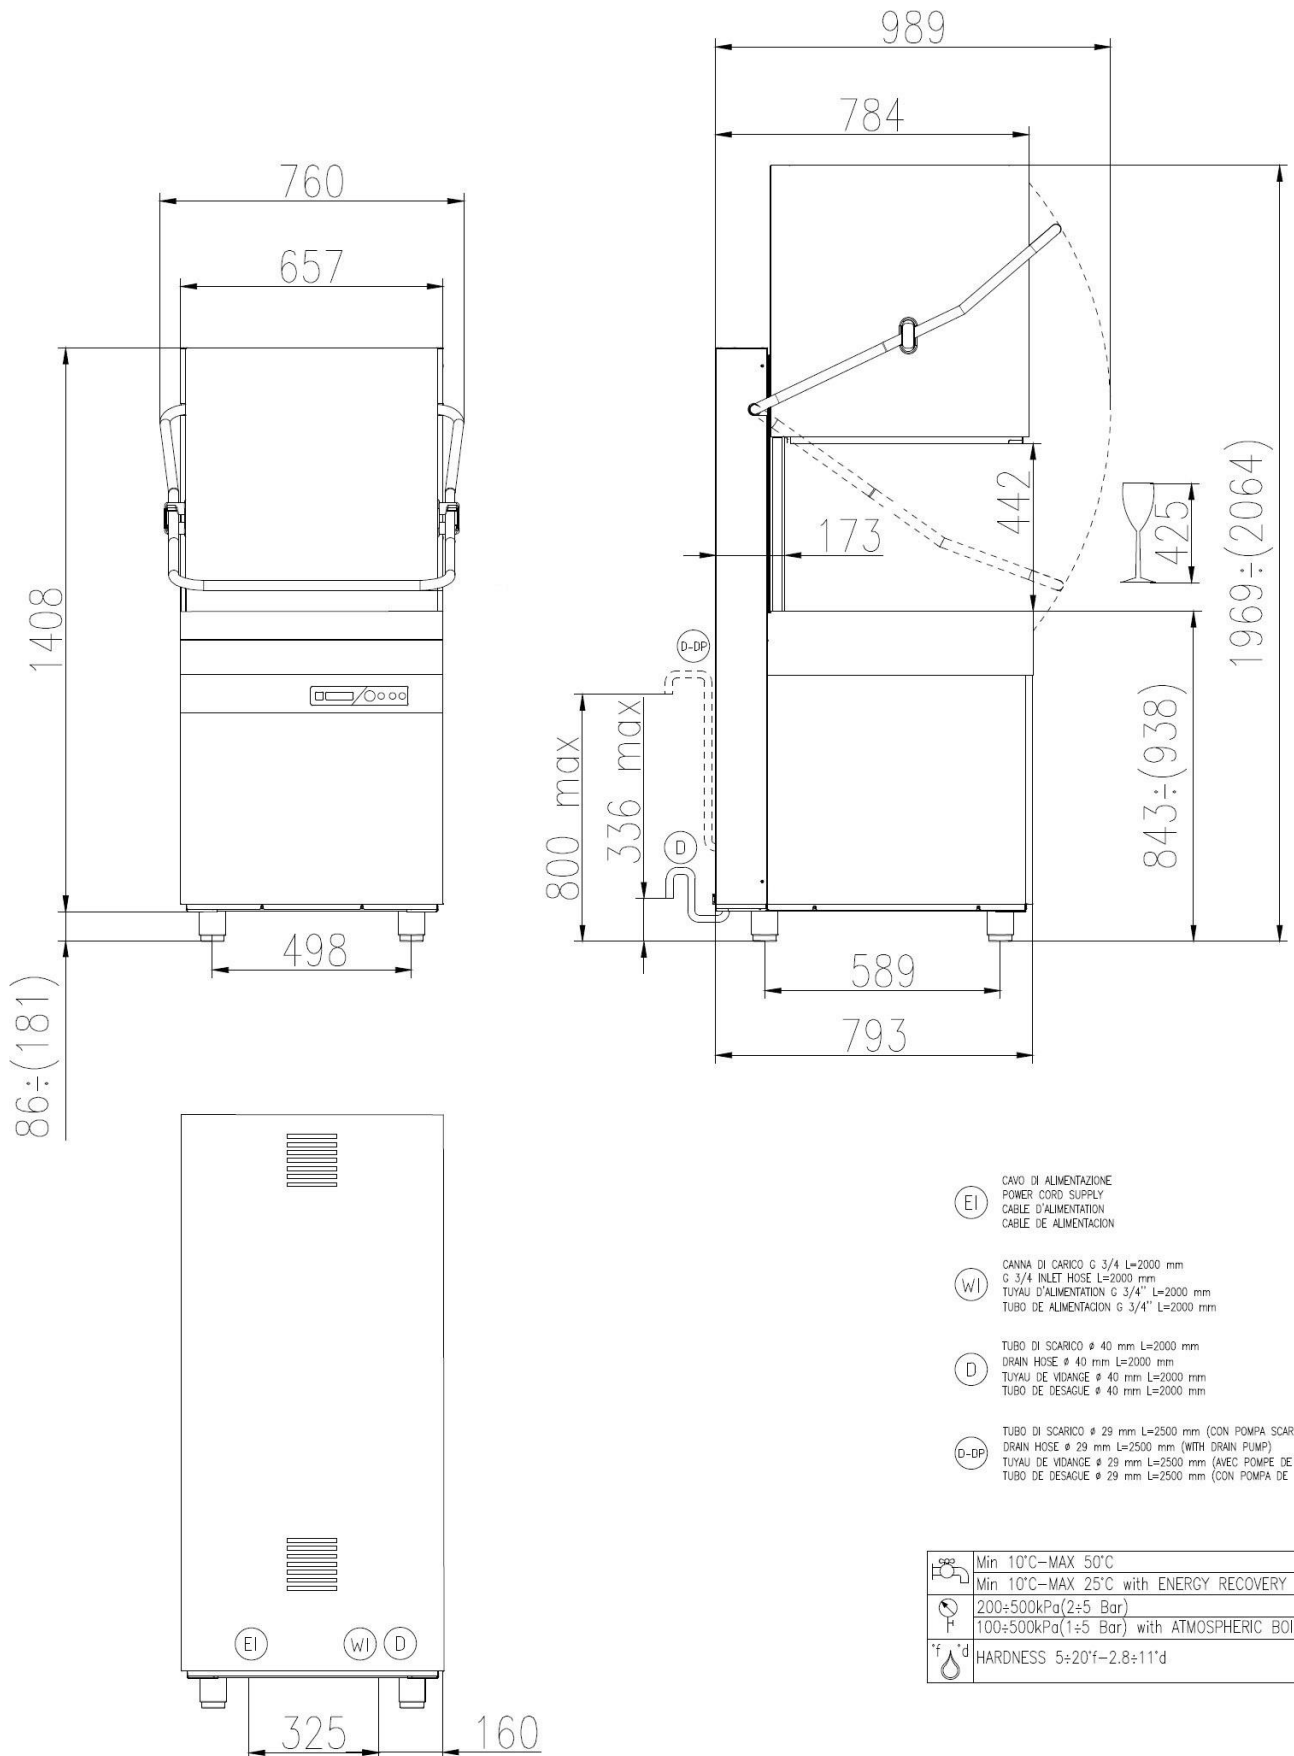 989
784
760
657
1408
442
173
425
1969÷(2064)
D-DP
800 max
336 max
D
843÷(938)
498
589
793
86÷(181)
EI
CAVO DI ALIMENTAZIONE
POWER CORD SUPPLY
CABLE D'ALIMENTATION
CABLE DE ALIMENTACION
WI
CANNA DI CARICO G 3/4 L=2000 mm
G 3/4 INLET HOSE L=2000 mm
TUYAU D'ALIMENTATION G 3/4" L=2000 mm
TUBO DE ALIMENTACION G 3/4" L=2000 mm
D
TUBO DI SCARICO ø 40 mm L=2000 mm
DRAIN HOSE ø 40 mm L=2000 mm
TUYAU DE VIDANGE ø 40 mm L=2000 mm
TUBO DE DESAGUE ø 40 mm L=2000 mm
D-DP
TUBO DI SCARICO ø 29 mm L=2500 mm (CON POMPA SCAR
DRAIN HOSE ø 29 mm L=2500 mm (WITH DRAIN PUMP)
TUYAU DE VIDANGE ø 29 mm L=2500 mm (AVEC POMPE DE
TUBO DE DESAGUE ø 29 mm L=2500 mm (CON POMPA DE
Min 10°C-MAX 50°C
Min 10°C-MAX 25°C with ENERGY RECOVERY
200÷500kPa(2÷5 Bar)
100÷500kPa(1÷5 Bar) with ATMOSPHERIC BOI
°f °d
HARDNESS 5÷20°f-2.8÷11°d
EI
WI
D
325
160